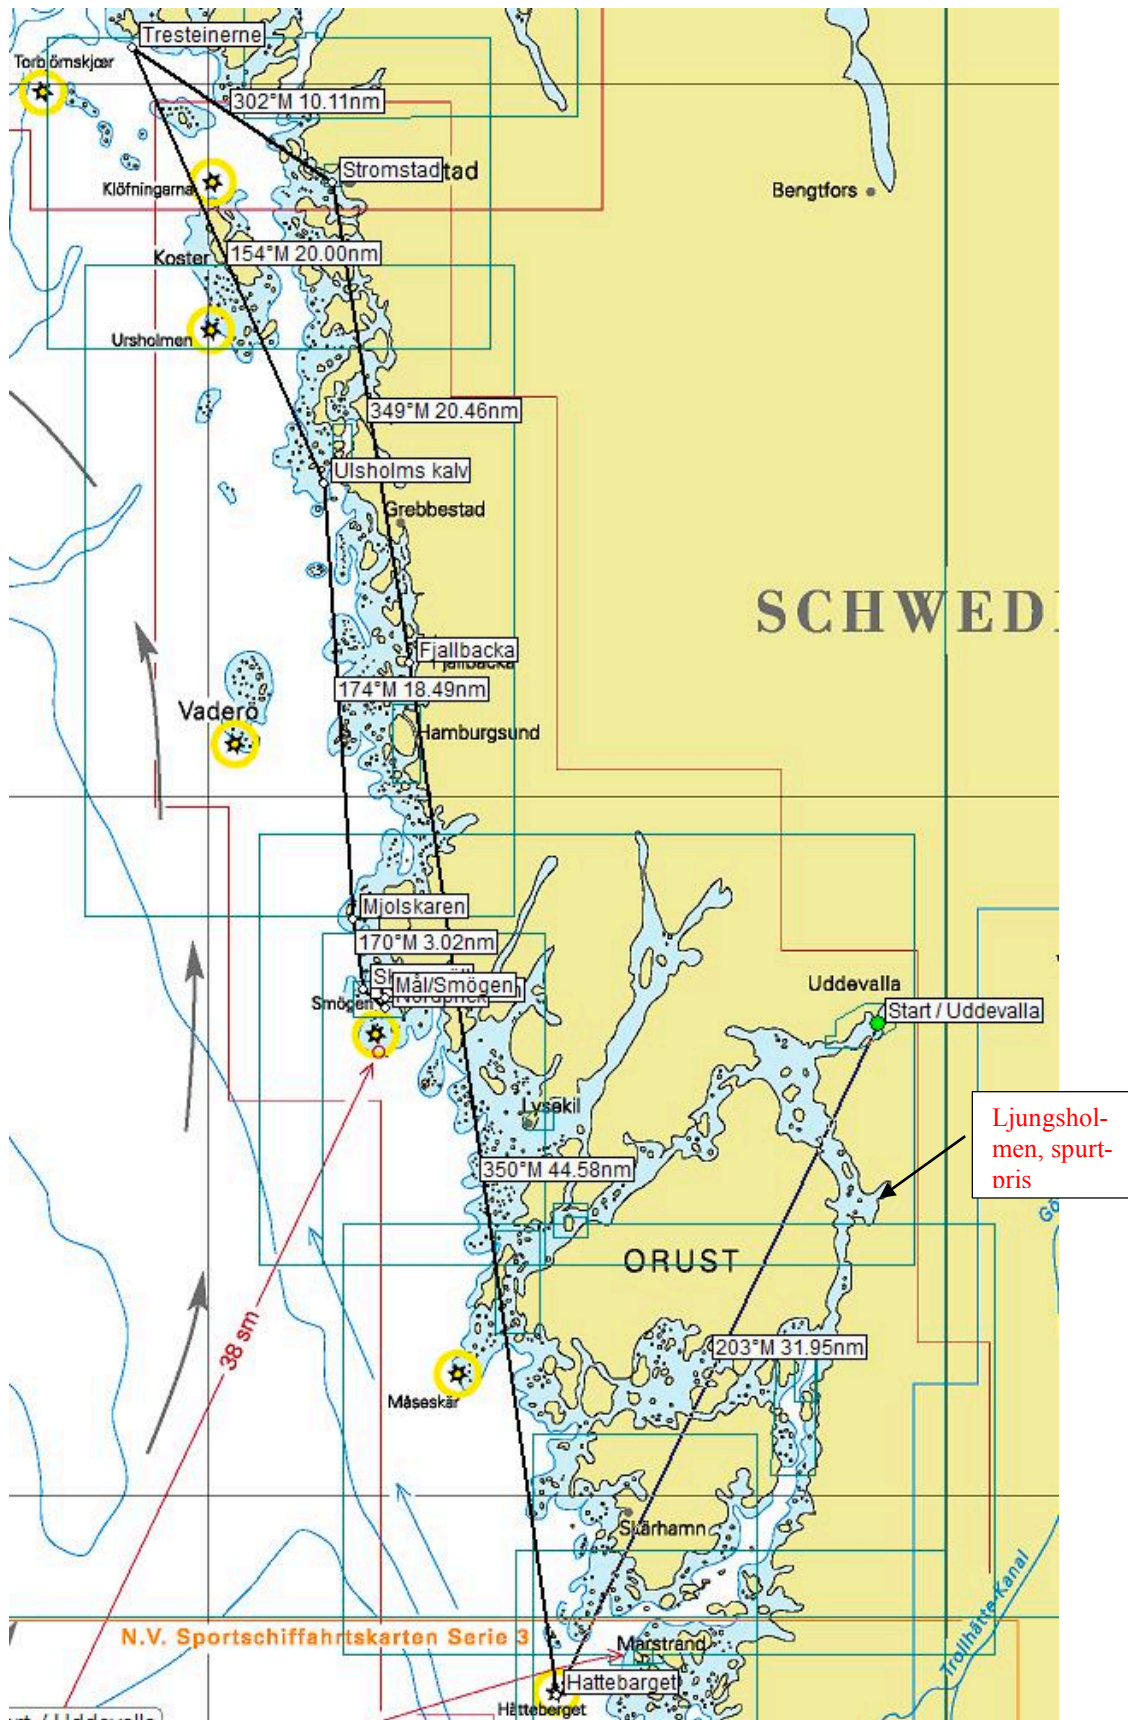 Tresteinerne
Torbjörnskjær
302°M 10.11nm
Stromstad
tad
Klöfningarna
Bengtfors
Koster
154°M 20.00nm
Ursholmen
349°M 20.46nm
Ulsholms kalv
Grebbestad
SCHWED
Fjallbacka
174°M 18.49nm
Vaderö
Hamburgsund
Mjolskaren
170°M 3.02nm
Mål/Smögen
Smögen
Uddevalla
Start / Uddevalla
Lysekil
Ljungshol-
men, spurt-
pris
350°M 44.58nm
ORUST
38 sm
203°M 31.95nm
Måseskär
Skärhamn
Trollhätte-Kanal
N.V. Sportschiffahrtskarten Serie 3
Marstrand
Hattebarget
Hätteberget